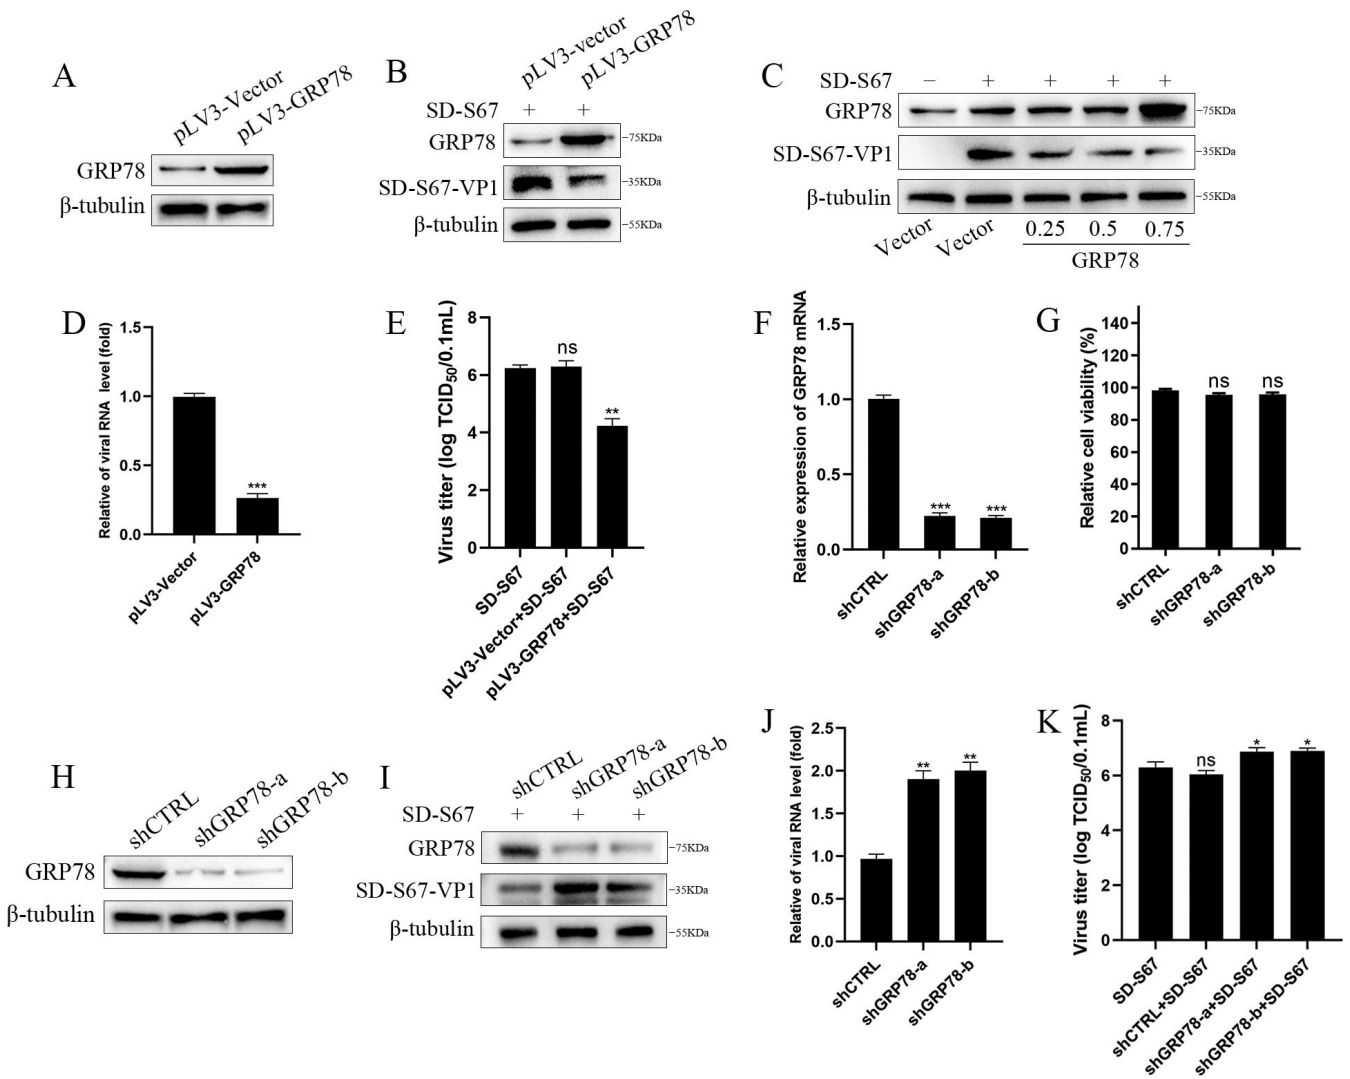 A
pLV3-Vector
pLV3-GRP78
GRP78
β-tubulin
B
pLV3-vector
pLV3-GRP78
SD-S67 + +
GRP78 75KDa
SD-S67-VP1 35KDa
β-tubulin 55KDa
C
SD-S67 − + + + +
GRP78 75KDa
SD-S67-VP1 35KDa
β-tubulin 55KDa
Vector Vector 0.25 0.5 0.75
GRP78
D
Relative of viral RNA level (fold)
1.5
1.0
0.5
0.0
***
pLV3-Vector
pLV3-GRP78
E
Virus titer (log TCID50/0.1mL)
8
6
4
2
0
ns
**
SD-S67
pLV3-Vector+SD-S67
pLV3-GRP78+SD-S67
F
Relative expression of GRP78 mRNA
1.5
1.0
0.5
0.0
***
***
shCTRL
shGRP78-a
shGRP78-b
G
Relative cell viability (%)
140
120
100
80
60
40
20
0
ns
ns
shCTRL
shGRP78-a
shGRP78-b
H
shCTRL
shGRP78-a
shGRP78-b
GRP78
β-tubulin
I
shCTRL
shGRP78-a
shGRP78-b
SD-S67 + + +
GRP78 75KDa
SD-S67-VP1 35KDa
β-tubulin 55KDa
J
Relative of viral RNA level (fold)
2.5
2.0
1.5
1.0
0.5
0.0
**
**
shCTRL
shGRP78-a
shGRP78-b
K
Virus titer (log TCID50/0.1mL)
8
6
4
2
0
ns
*
*
SD-S67
shCTRL+SD-S67
shGRP78-a+SD-S67
shGRP78-b+SD-S67